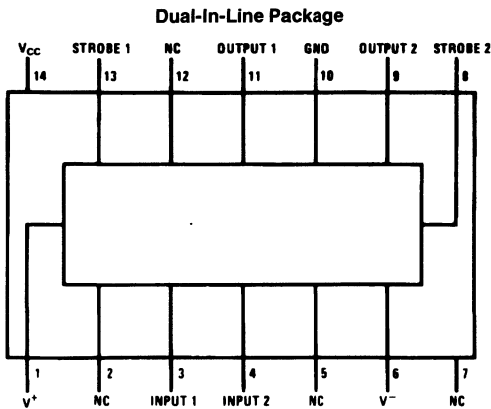 Dual-In-Line Package
VCC STROBE 1 NC OUTPUT 1 GND OUTPUT 2 STROBE 2
14 13 12 11 10 9 8
1 2 3 4 5 6 7
V+ NC INPUT 1 INPUT 2 NC V− NC